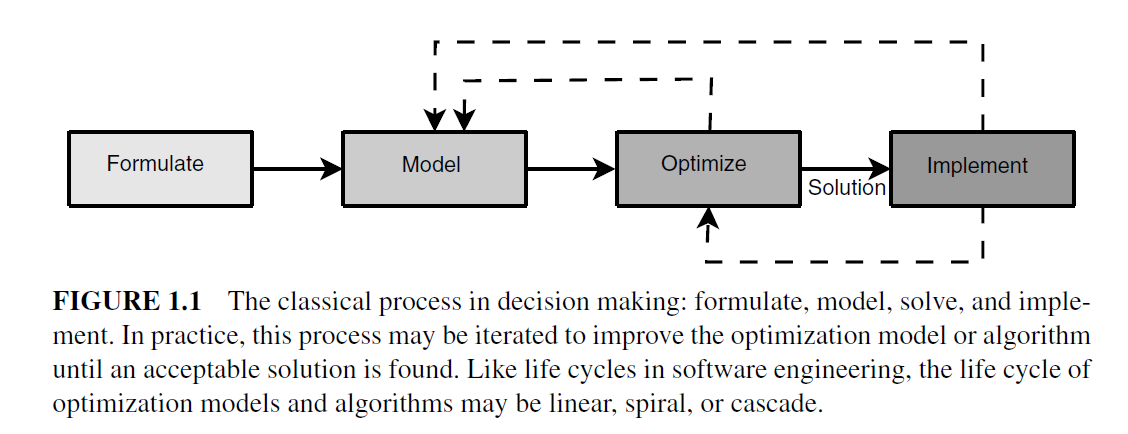 Formulate
Model
Optimize
Solution
Implement
FIGURE 1.1 The classical process in decision making: formulate, model, solve, and imple-
ment. In practice, this process may be iterated to improve the optimization model or algorithm
until an acceptable solution is found. Like life cycles in software engineering, the life cycle of
optimization models and algorithms may be linear, spiral, or cascade.